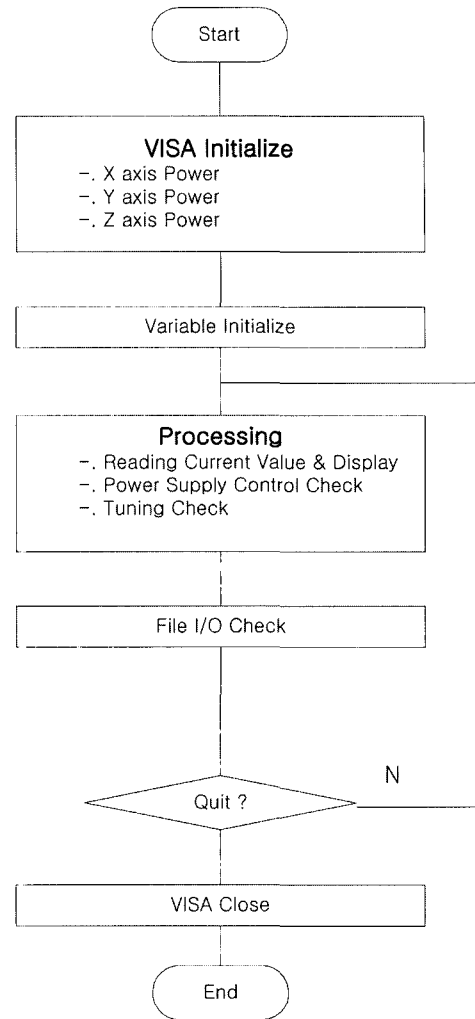 Start
VISA Initialize
-. X axis Power
-. Y axis Power
-. Z axis Power
Variable Initialize
Processing
-. Reading Current Value & Display
-. Power Supply Control Check
-. Tuning Check
File I/O Check
N
Quit ?
VISA Close
End